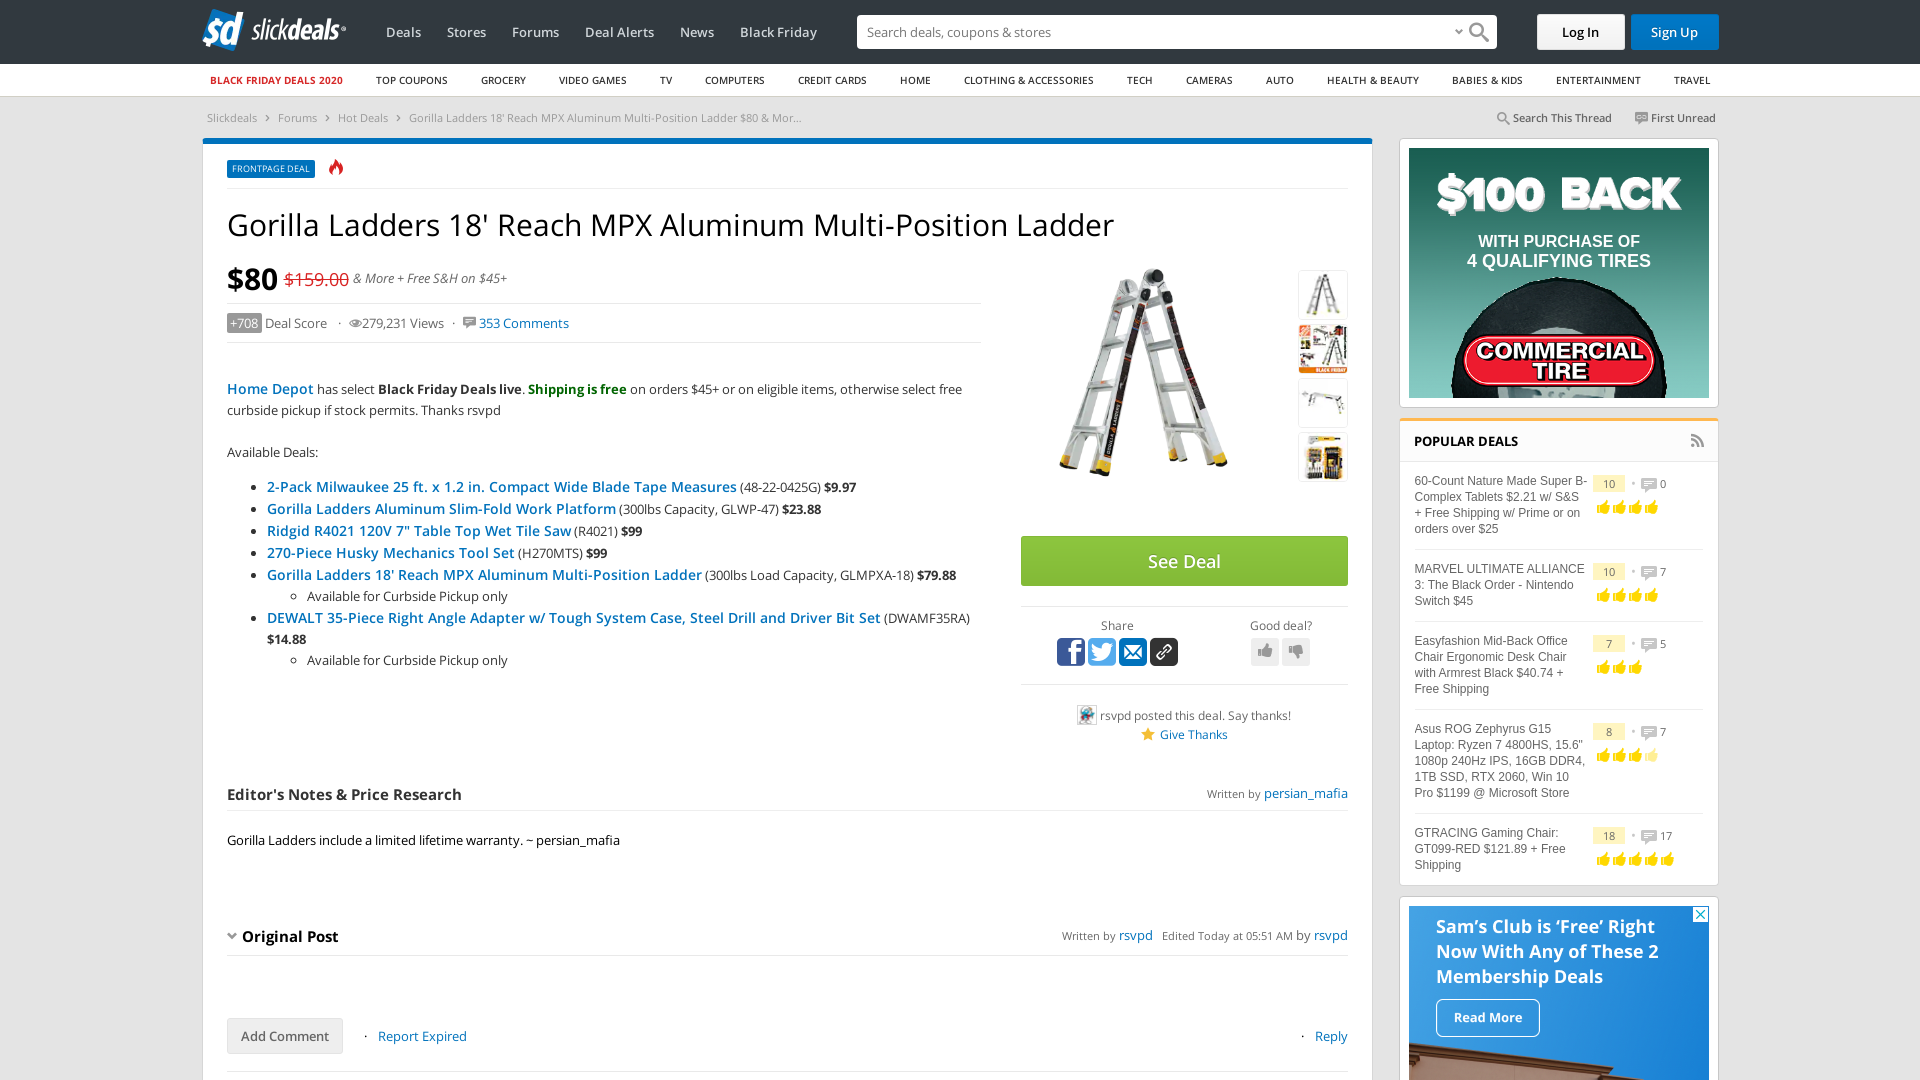 sd slickdeals
Deals
Stores
Forums
Deal Alerts
News
Black Friday
Search deals, coupons & stores
Log In
Sign Up
BLACK FRIDAY DEALS 2020
TOP COUPONS
GROCERY
VIDEO GAMES
TV
COMPUTERS
CREDIT CARDS
HOME
CLOTHING & ACCESSORIES
TECH
CAMERAS
AUTO
HEALTH & BEAUTY
BABIES & KIDS
ENTERTAINMENT
TRAVEL
Slickdeals › Forums › Hot Deals › Gorilla Ladders 18' Reach MPX Aluminum Multi-Position Ladder $80 & Mor...
Search This Thread
First Unread
FRONTPAGE DEAL
Gorilla Ladders 18' Reach MPX Aluminum Multi-Position Ladder
$80 $159.00 & More + Free S&H on $45+
+708 Deal Score · 279,231 Views · 353 Comments
Home Depot has select Black Friday Deals live. Shipping is free on orders $45+ or on eligible items, otherwise select free
curbside pickup if stock permits. Thanks rsvpd
Available Deals:
• 2-Pack Milwaukee 25 ft. x 1.2 in. Compact Wide Blade Tape Measures (48-22-0425G) $9.97
• Gorilla Ladders Aluminum Slim-Fold Work Platform (300lbs Capacity, GLWP-47) $23.88
• Ridgid R4021 120V 7" Table Top Wet Tile Saw (R4021) $99
• 270-Piece Husky Mechanics Tool Set (H270MTS) $99
• Gorilla Ladders 18' Reach MPX Aluminum Multi-Position Ladder (300lbs Load Capacity, GLMPXA-18) $79.88
◦ Available for Curbside Pickup only
• DEWALT 35-Piece Right Angle Adapter w/ Tough System Case, Steel Drill and Driver Bit Set (DWAMF35RA)
$14.88
◦ Available for Curbside Pickup only
See Deal
Share
Good deal?
rsvpd posted this deal. Say thanks!
Give Thanks
Editor's Notes & Price Research
Written by persian_mafia
Gorilla Ladders include a limited lifetime warranty. ~ persian_mafia
Original Post
Written by rsvpd Edited Today at 05:51 AM by rsvpd
Add Comment
· Report Expired
· Reply
$100 BACK
WITH PURCHASE OF
4 QUALIFYING TIRES
COMMERCIAL
TIRE
POPULAR DEALS
60-Count Nature Made Super B-
Complex Tablets $2.21 w/ S&S
+ Free Shipping w/ Prime or on
orders over $25
10 • 0
MARVEL ULTIMATE ALLIANCE
3: The Black Order - Nintendo
Switch $45
10 • 7
Easyfashion Mid-Back Office
Chair Ergonomic Desk Chair
with Armrest Black $40.74 +
Free Shipping
7 • 5
Asus ROG Zephyrus G15
Laptop: Ryzen 7 4800HS, 15.6"
1080p 240Hz IPS, 16GB DDR4,
1TB SSD, RTX 2060, Win 10
Pro $1199 @ Microsoft Store
8 • 7
GTRACING Gaming Chair:
GT099-RED $121.89 + Free
Shipping
18 • 17
Sam's Club is 'Free' Right
Now With Any of These 2
Membership Deals
Read More